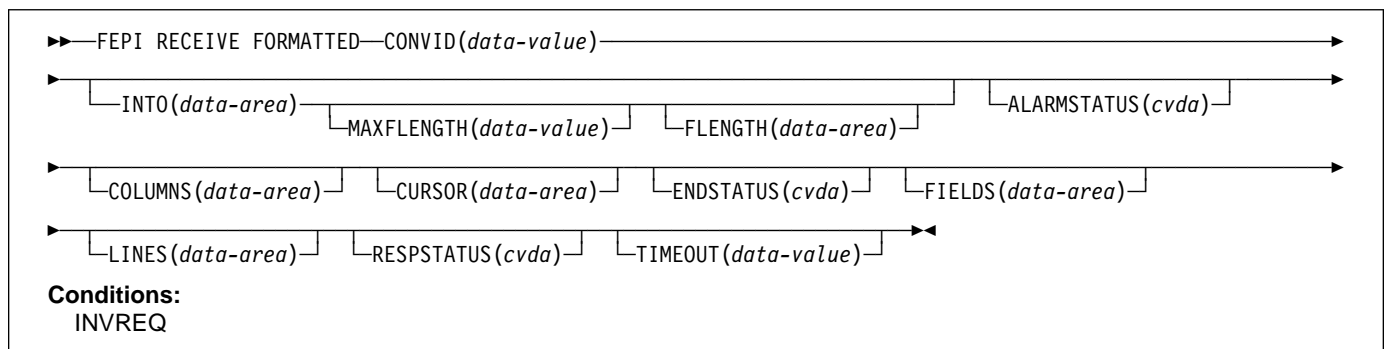 FEPI RECEIVE FORMATTED CONVID(data-value)
INTO(data-area) ALARMSTATUS(cvda)
MAXFLENGTH(data-value) FLENGTH(data-area)
COLUMNS(data-area) CURSOR(data-area) ENDSTATUS(cvda) FIELDS(data-area)
LINES(data-area) RESPSTATUS(cvda) TIMEOUT(data-value)
Conditions:
INVREQ